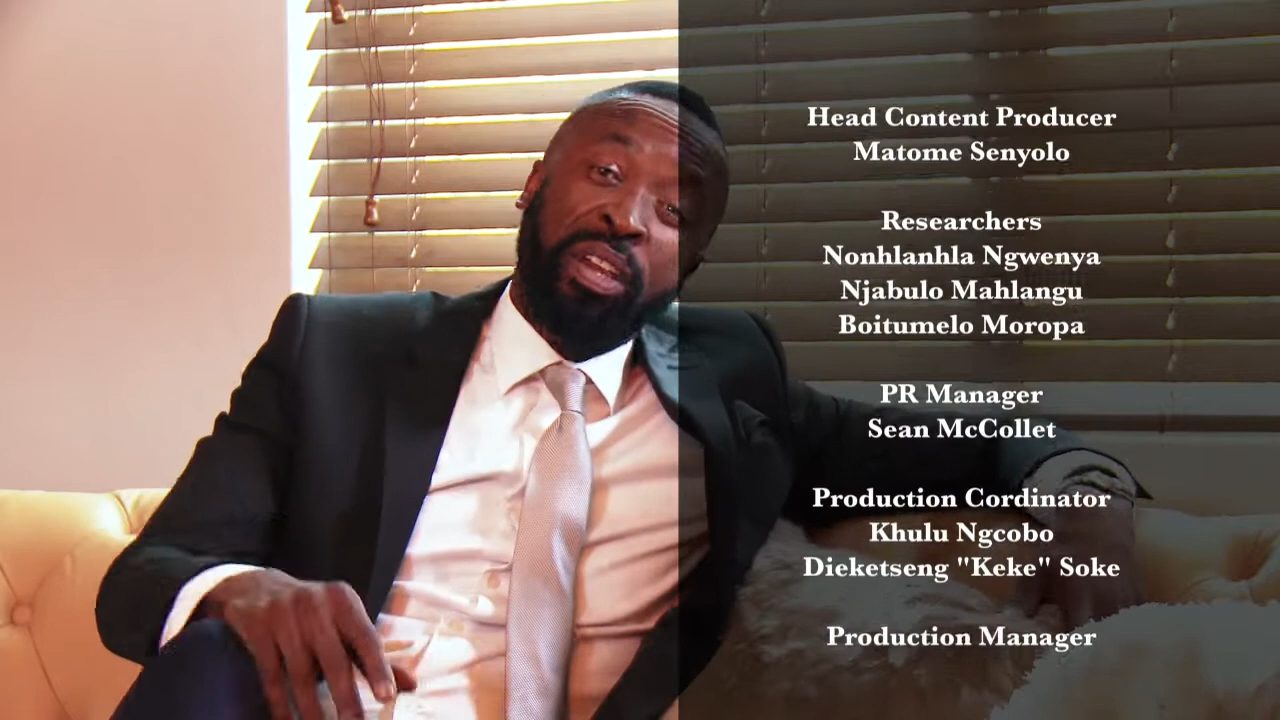 Head Content Producer
Matome Senyolo
Researchers
Nonhlanhla Ngwenya
Njabulo Mahlangu
Boitumelo Moropa
PR Manager
Sean McCollet
Production Cordinator
Khulu Ngcobo
Dieketseng "Keke" Soke
Production Manager